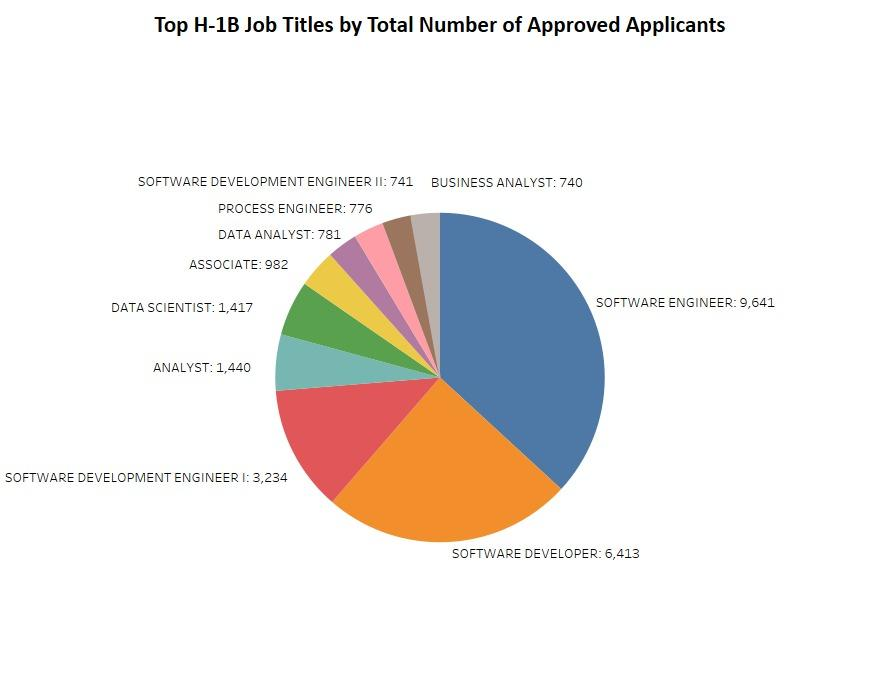 Top H-1B Job Titles by Total Number of Approved Applicants
SOFTWARE DEVELOPMENT ENGINEER II: 741
BUSINESS ANALYST: 740
PROCESS ENGINEER: 776
DATA ANALYST: 781
ASSOCIATE: 982
SOFTWARE ENGINEER: 9,641
DATA SCIENTIST: 1,417
ANALYST: 1,440
SOFTWARE DEVELOPMENT ENGINEER I: 3,234
SOFTWARE DEVELOPER: 6,413